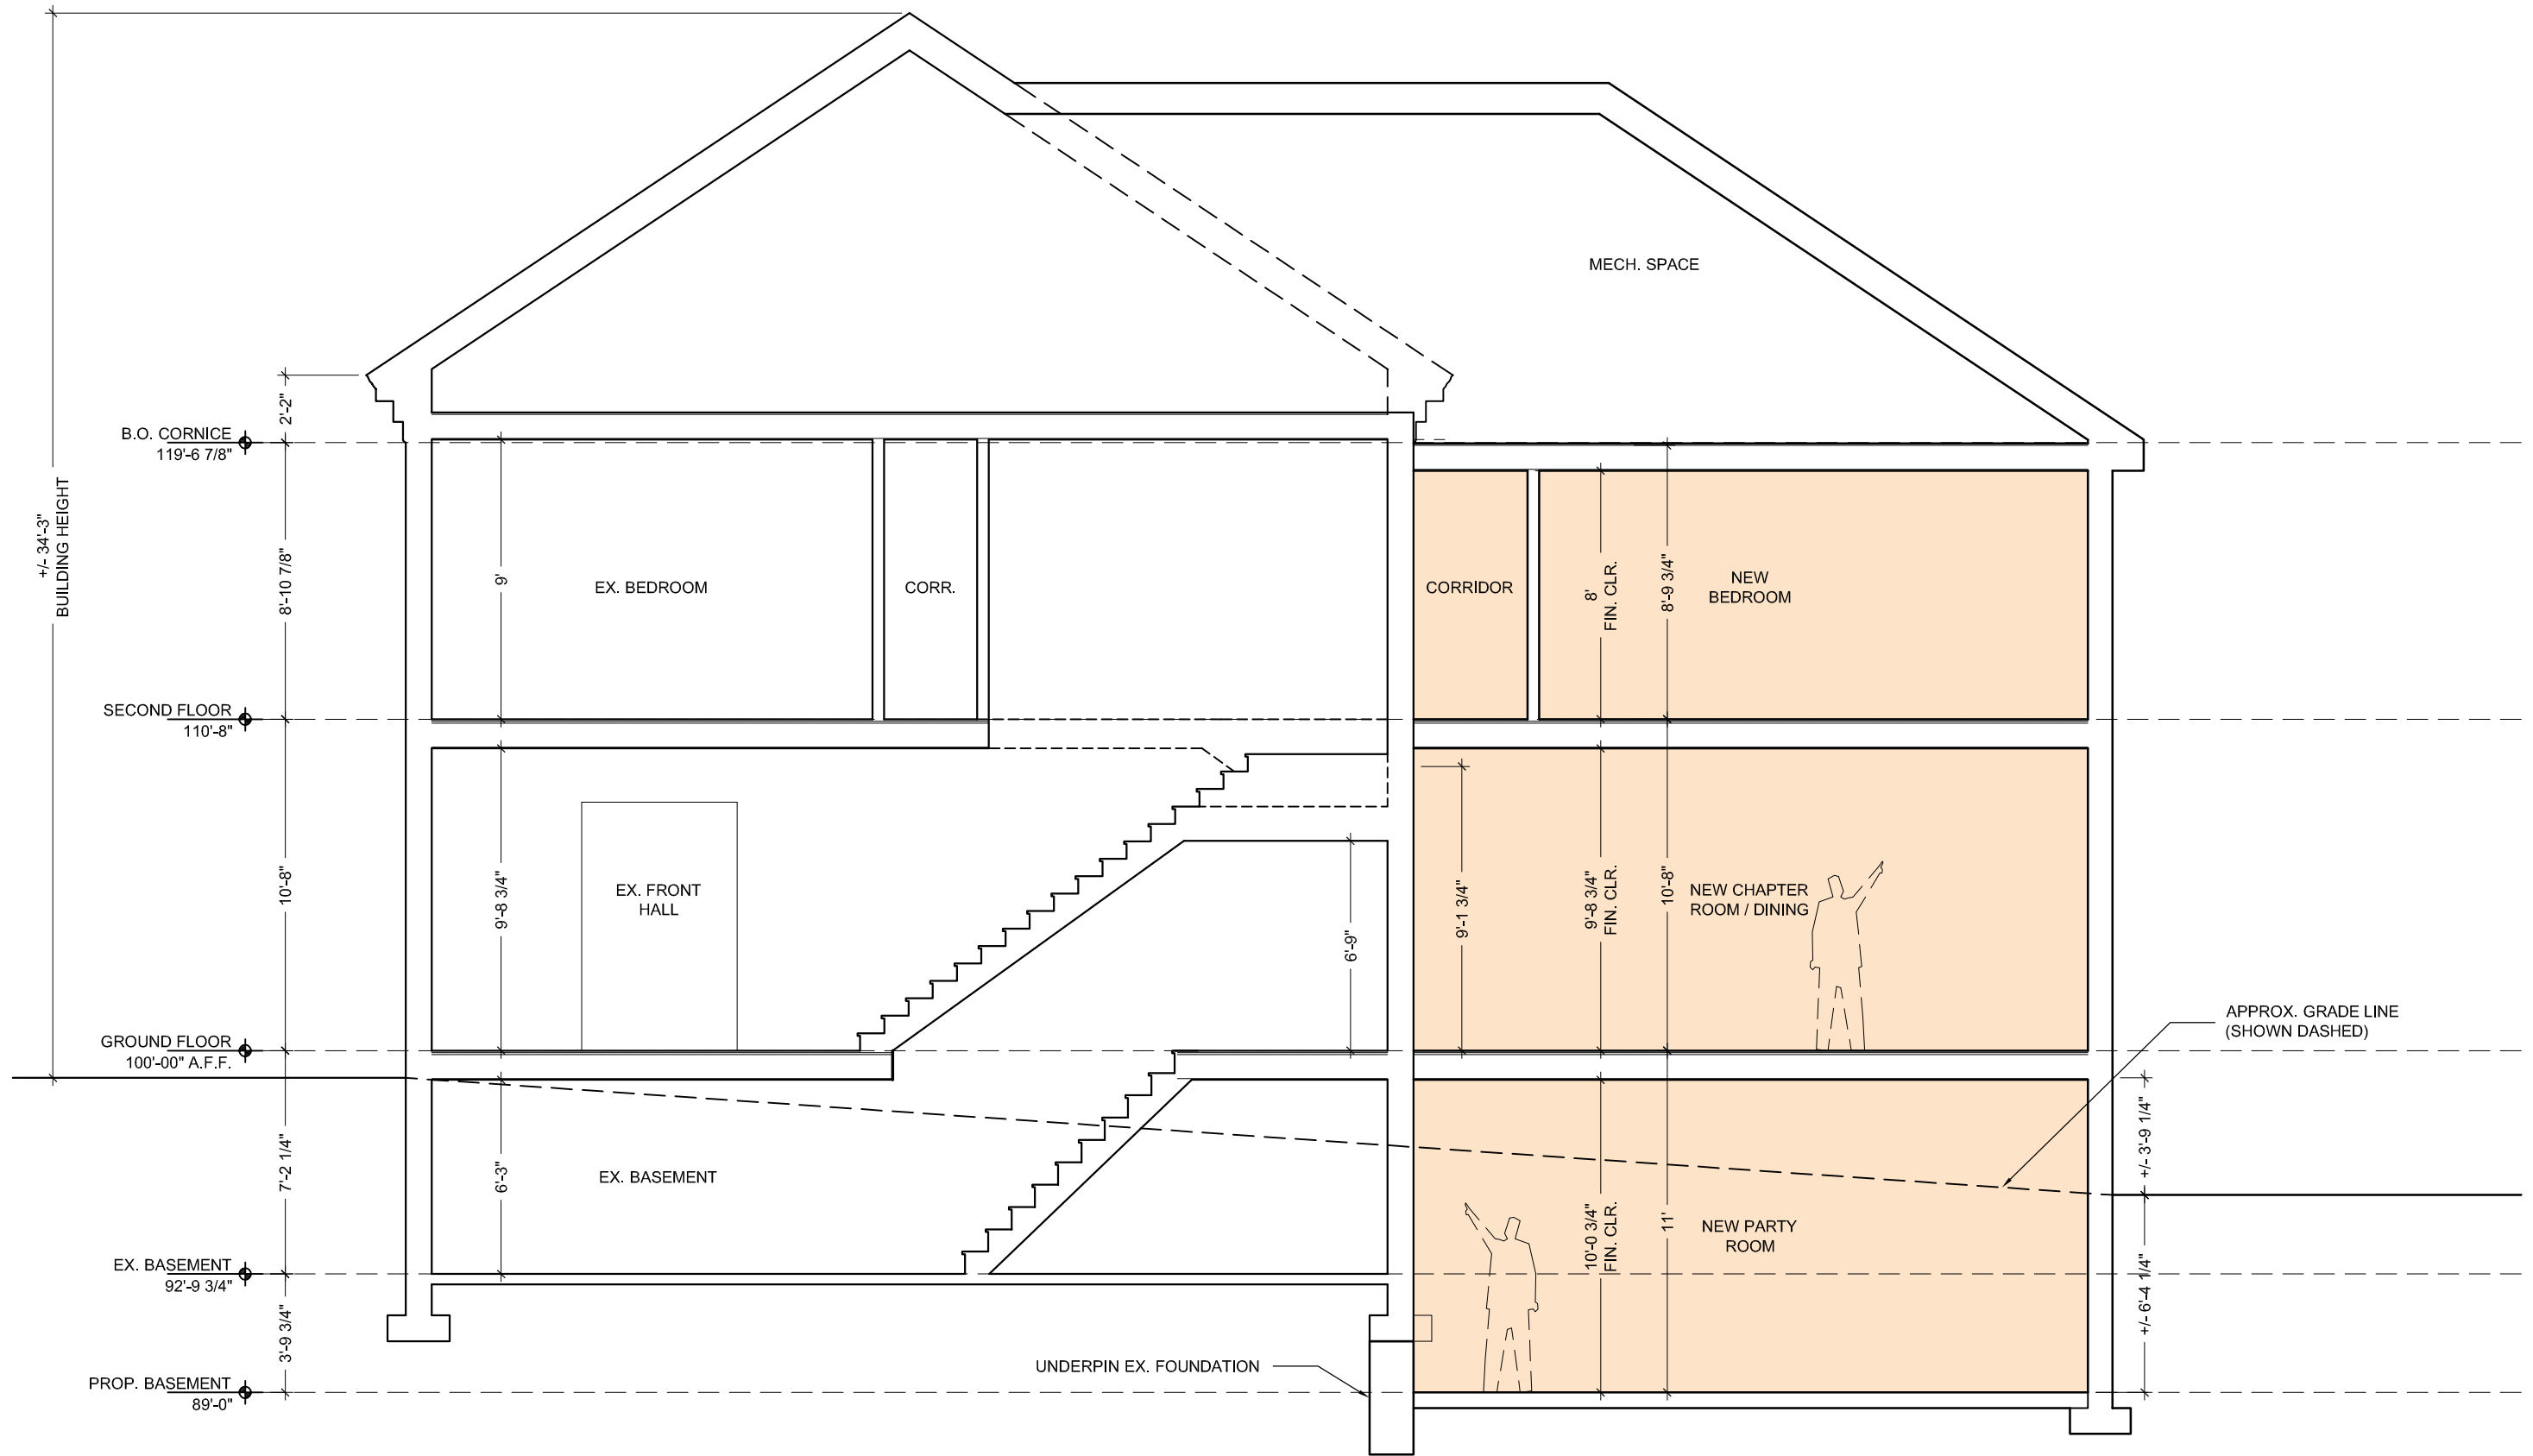 MECH. SPACE
2'-2"
B.O. CORNICE
119'-6 7/8"
+/- 34'-3"
BUILDING HEIGHT
8'-10 7/8"
9'
EX. BEDROOM
CORR.
CORRIDOR
8'
FIN. CLR.
8'-9 3/4"
NEW
BEDROOM
SECOND FLOOR
110'-8"
10'-8"
9'-8 3/4"
EX. FRONT
HALL
6'-9"
9'-1 3/4"
9'-8 3/4"
FIN. CLR.
10'-8"
NEW CHAPTER
ROOM / DINING
APPROX. GRADE LINE
(SHOWN DASHED)
GROUND FLOOR
100'-00" A.F.F.
7'-2 1/4"
6'-3"
EX. BASEMENT
10'-0 3/4"
FIN. CLR.
11'
NEW PARTY
ROOM
+/- 3'-9 1/4"
+/- 6'-4 1/4"
EX. BASEMENT
92'-9 3/4"
3'-9 3/4"
UNDERPIN EX. FOUNDATION
PROP. BASEMENT
89'-0"